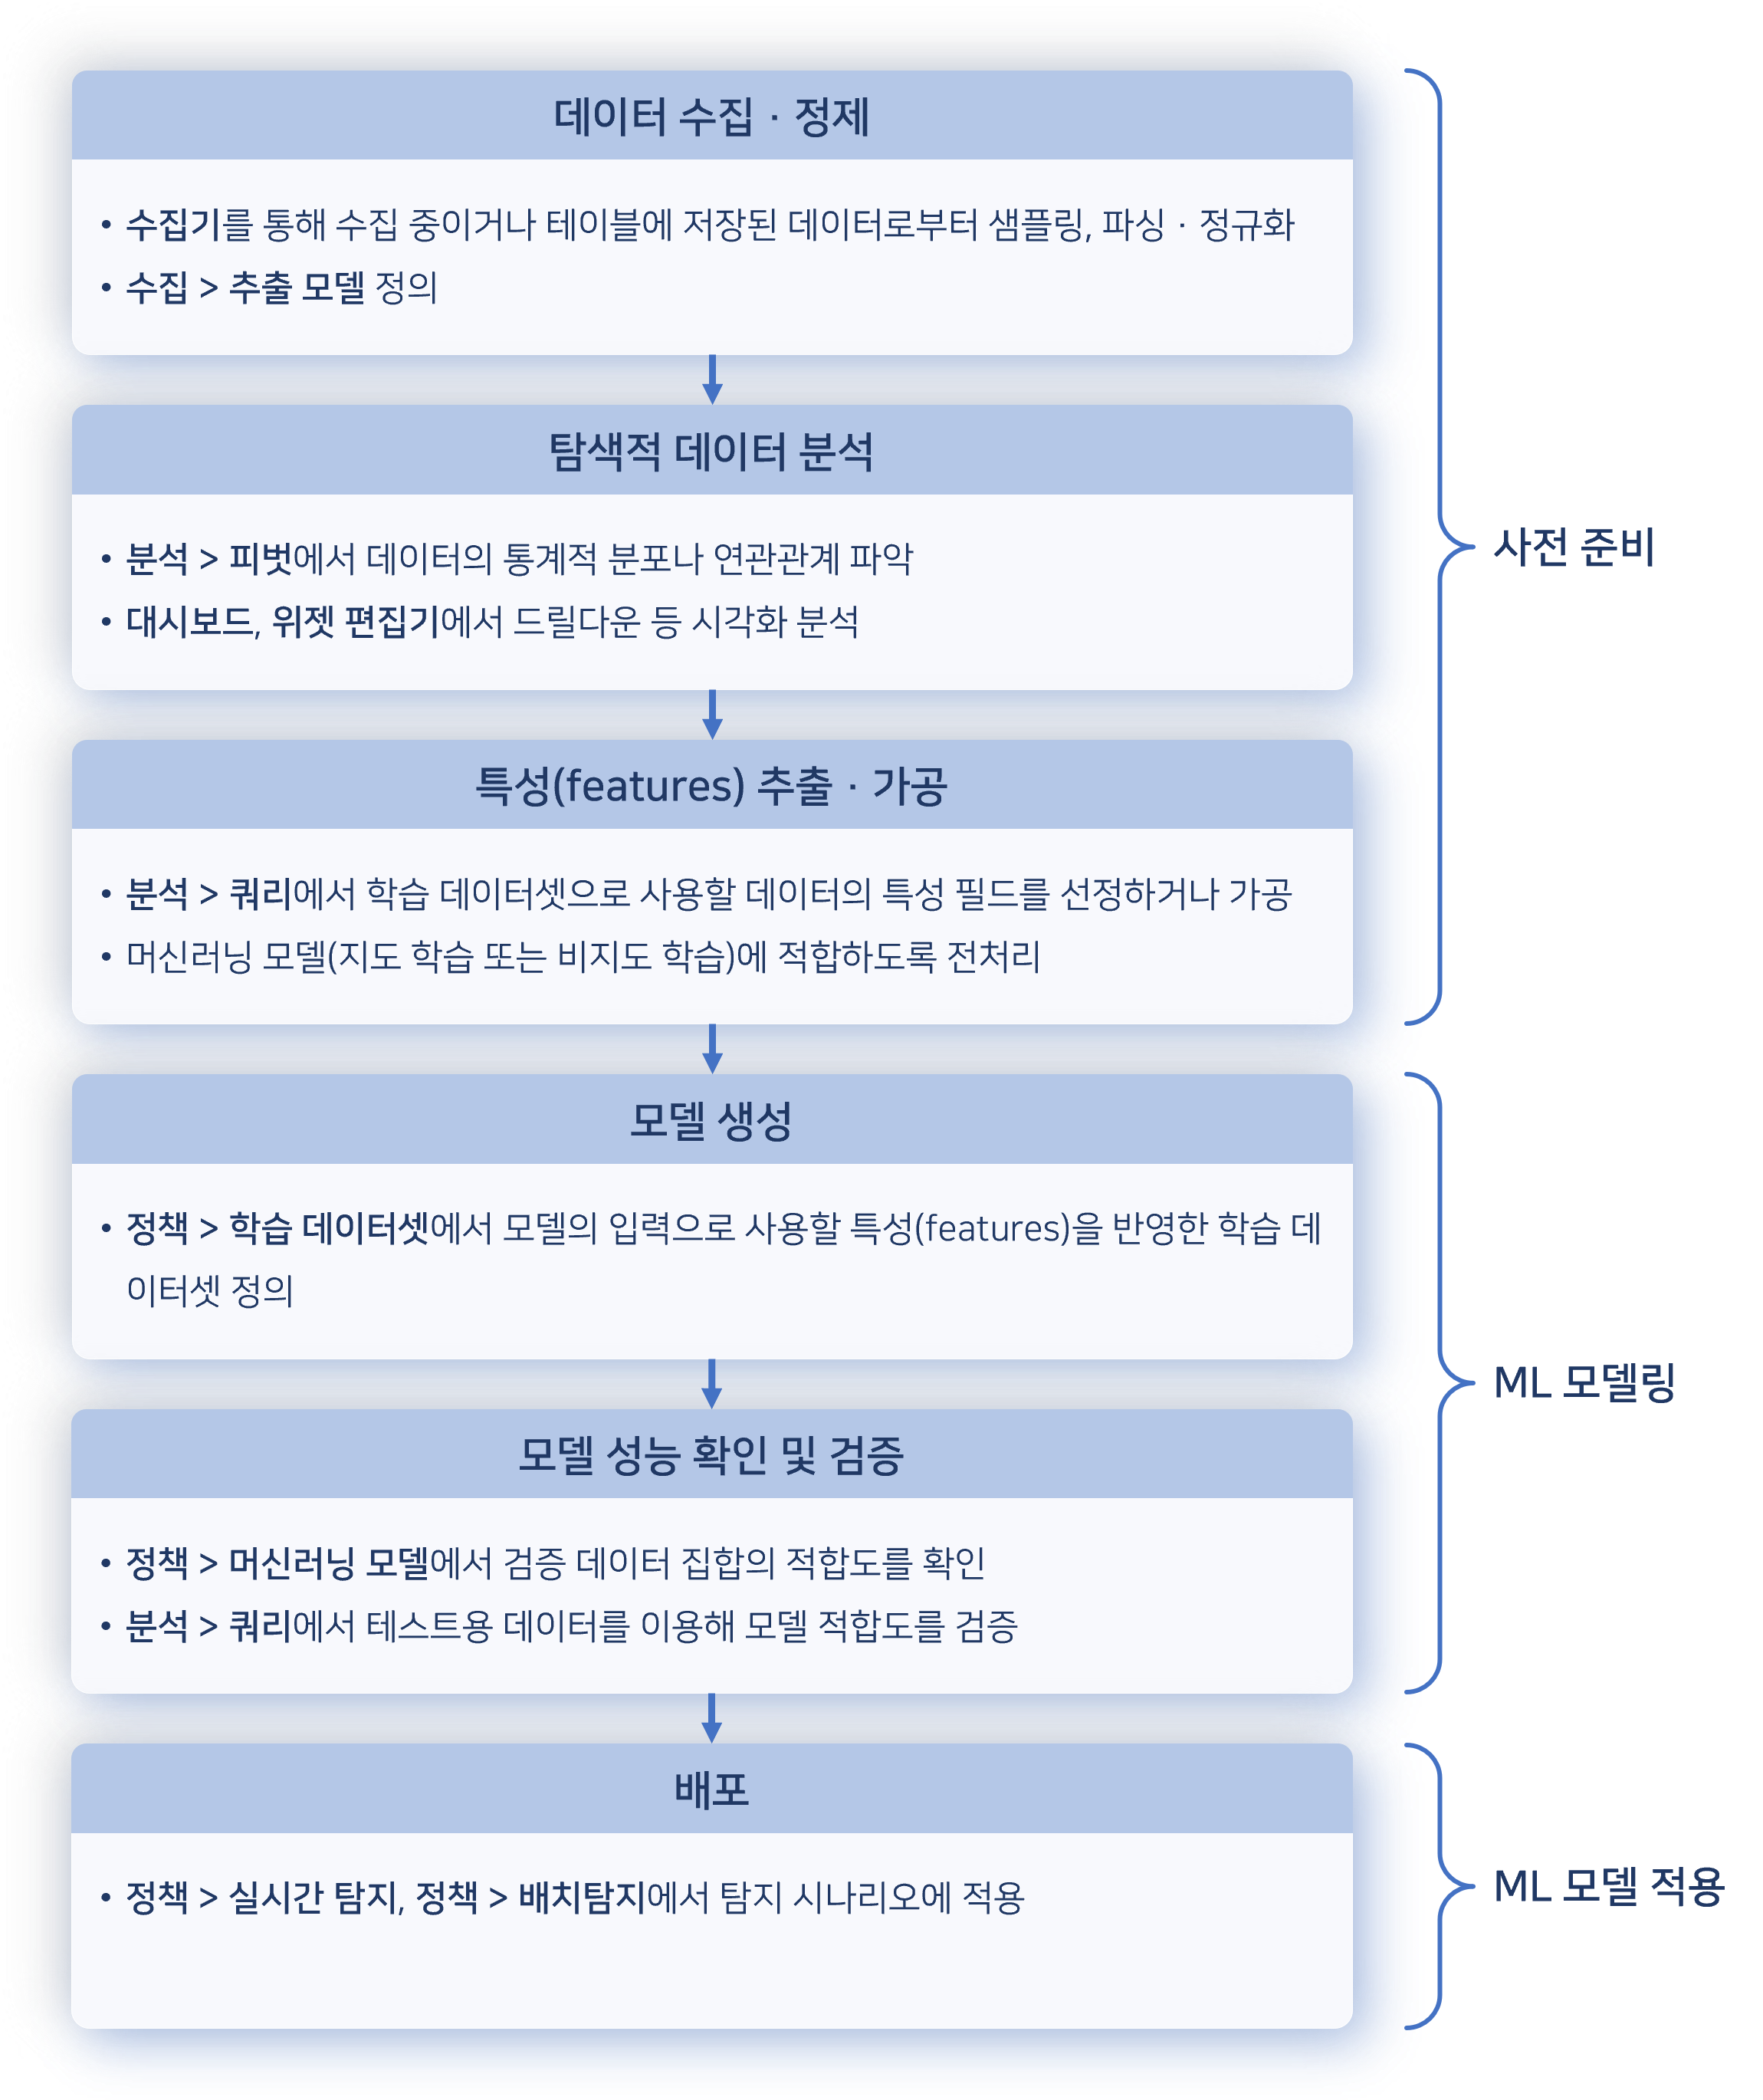 데이터 수집 · 정제
• 수집기를 통해 수집 중이거나 테이블에 저장된 데이터로부터 샘플링, 파싱 · 정규화
• 수집 > 추출 모델 정의
탐색적 데이터 분석
• 분석 > 피벗에서 데이터의 통계적 분포나 연관관계 파악
• 대시보드, 위젯 편집기에서 드릴다운 등 시각화 분석
특성(features) 추출 · 가공
• 분석 > 쿼리에서 학습 데이터셋으로 사용할 데이터의 특성 필드를 선정하거나 가공
• 머신러닝 모델(지도 학습 또는 비지도 학습)에 적합하도록 전처리
사전 준비
모델 생성
• 정책 > 학습 데이터셋에서 모델의 입력으로 사용할 특성(features)을 반영한 학습 데
이터셋 정의
모델 성능 확인 및 검증
• 정책 > 머신러닝 모델에서 검증 데이터 집합의 적합도를 확인
• 분석 > 쿼리에서 테스트용 데이터를 이용해 모델 적합도를 검증
ML 모델링
배포
• 정책 > 실시간 탐지, 정책 > 배치탐지에서 탐지 시나리오에 적용
ML 모델 적용